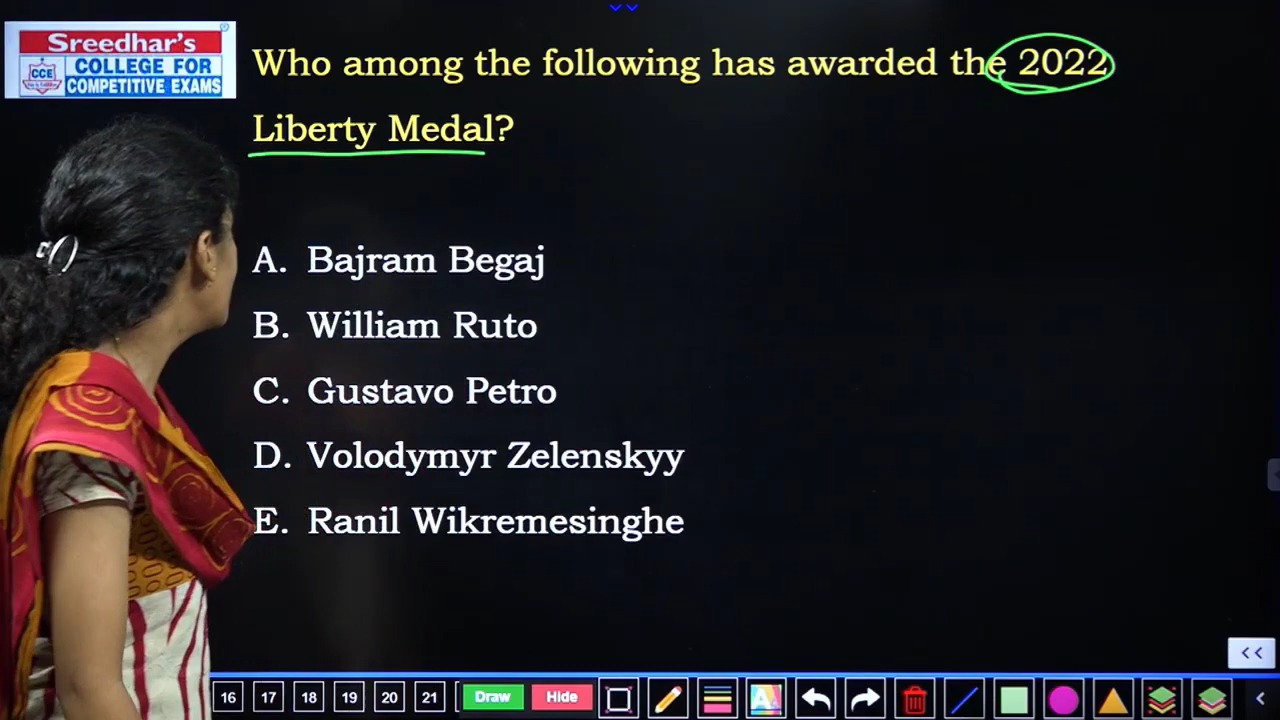 Sreedhar's
CCE
COLLEGE FOR
COMPETITIVE EXAMS
Who among the following has awarded the 2022
Liberty Medal?
A. Bajram Begaj
B. William Ruto
C. Gustavo Petro
D. Volodymyr Zelenskyy
E. Ranil Wikremesinghe
<<
16 17 18 19 20 21 Draw Hide A